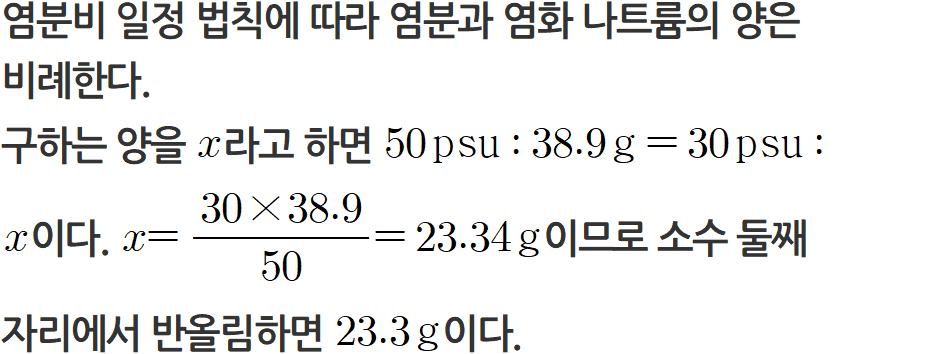 염분비 일정 법칙에 따라 염분과 염화 나트륨의 양은
비례한다.
구하는 양을 x라고 하면 50 psu : 38.9 g = 30 psu :
x이다. x = \frac{30×38.9}{50} = 23.34 g이므로 소수 둘째
자리에서 반올림하면 23.3 g이다.